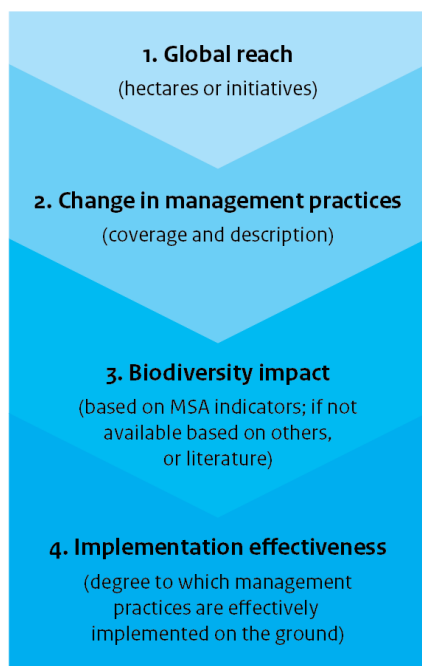 1. Global reach
(hectares or initiatives)
2. Change in management practices
(coverage and description)
3. Biodiversity impact
(based on MSA indicators; if not
available based on others,
or literature)
4. Implementation effectiveness
(degree to which management
practices are effectively
implemented on the ground)